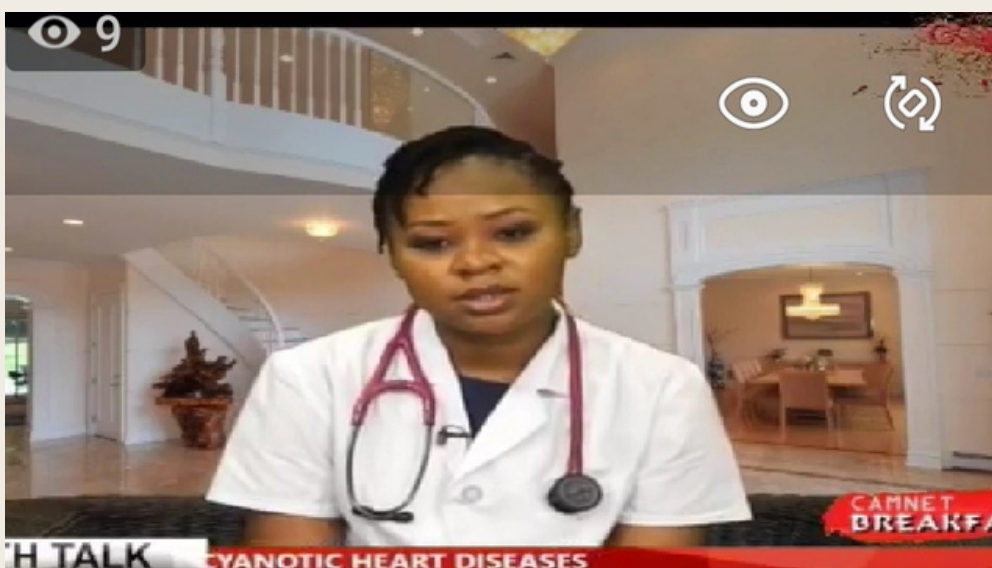 9
CAMNET
BREAKFA
TH TALK
CYANOTIC HEART DISEASES